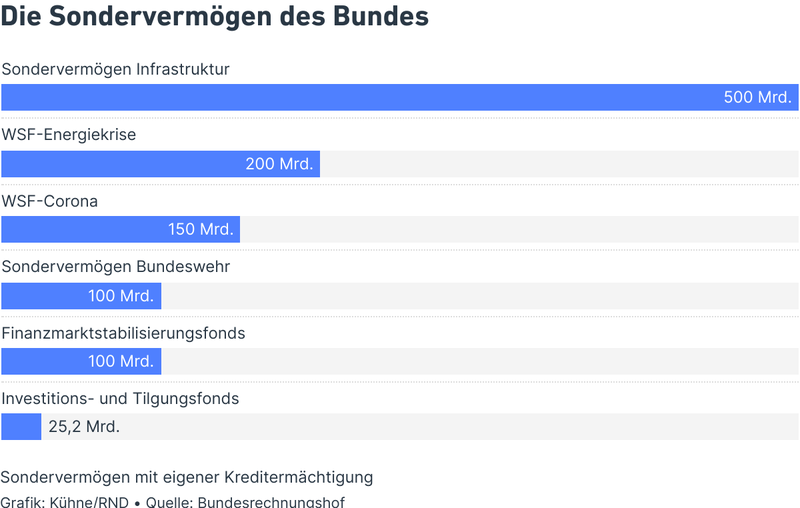 Die Sondervermögen des Bundes
Sondervermögen Infrastruktur
500 Mrd.
WSF-Energiekrise
200 Mrd.
WSF-Corona
150 Mrd.
Sondervermögen Bundeswehr
100 Mrd.
Finanzmarktstabilisierungsfonds
100 Mrd.
Investitions- und Tilgungsfonds
25,2 Mrd.
Sondervermögen mit eigener Kreditermächtigung
Grafik: Kühne/RND • Quelle: Bundesrechnungshof